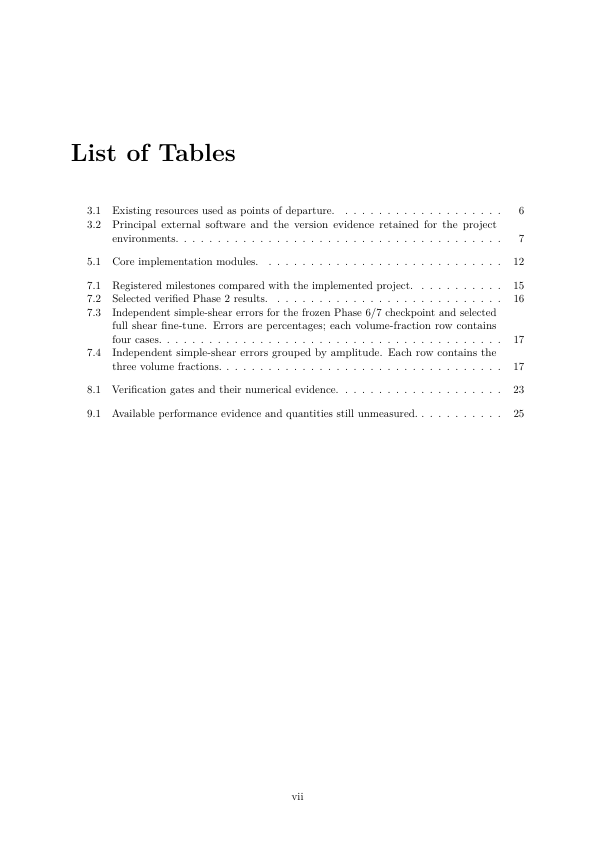 List of Tables
3.1 Existing resources used as points of departure. . . . . . . . . . . . . . . . . . . . 6
3.2 Principal external software and the version evidence retained for the project
environments. . . . . . . . . . . . . . . . . . . . . . . . . . . . . . . . . . . . . . . 7
5.1 Core implementation modules. . . . . . . . . . . . . . . . . . . . . . . . . . . . . 12
7.1 Registered milestones compared with the implemented project. . . . . . . . . . . 15
7.2 Selected verified Phase 2 results. . . . . . . . . . . . . . . . . . . . . . . . . . . . 16
7.3 Independent simple-shear errors for the frozen Phase 6/7 checkpoint and selected
full shear fine-tune. Errors are percentages; each volume-fraction row contains
four cases. . . . . . . . . . . . . . . . . . . . . . . . . . . . . . . . . . . . . . . . . 17
7.4 Independent simple-shear errors grouped by amplitude. Each row contains the
three volume fractions. . . . . . . . . . . . . . . . . . . . . . . . . . . . . . . . . . 17
8.1 Verification gates and their numerical evidence. . . . . . . . . . . . . . . . . . . . 23
9.1 Available performance evidence and quantities still unmeasured. . . . . . . . . . . 25
vii